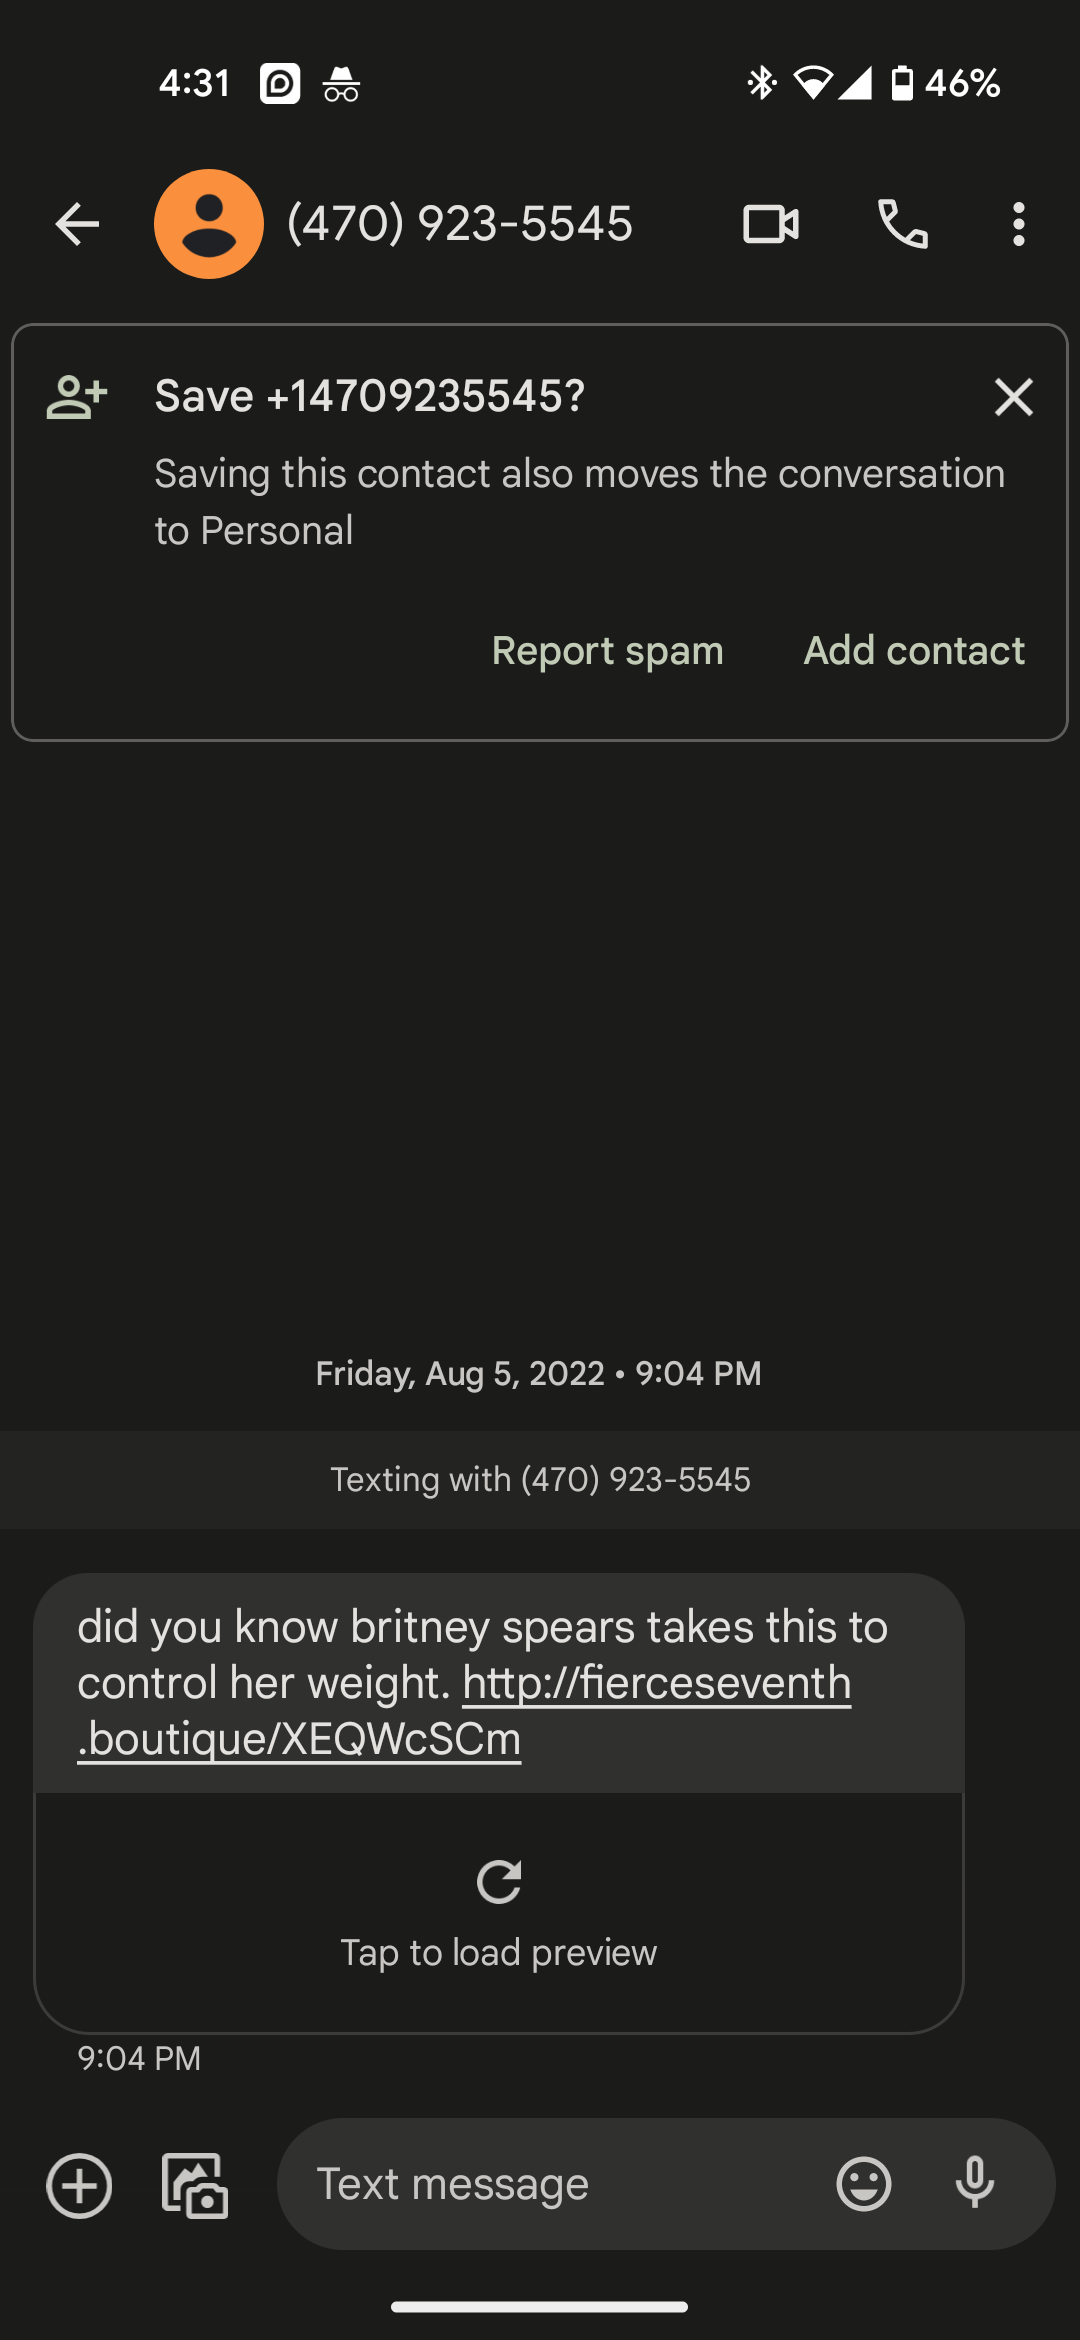 4:31
46%
(470) 923-5545
Save +14709235545?
Saving this contact also moves the conversation
to Personal
Report spam
Add contact
Friday, Aug 5, 2022 • 9:04 PM
Texting with (470) 923-5545
did you know britney spears takes this to
control her weight. http://fierceseventh
.boutique/XEQWcSCm
Tap to load preview
9:04 PM
Text message